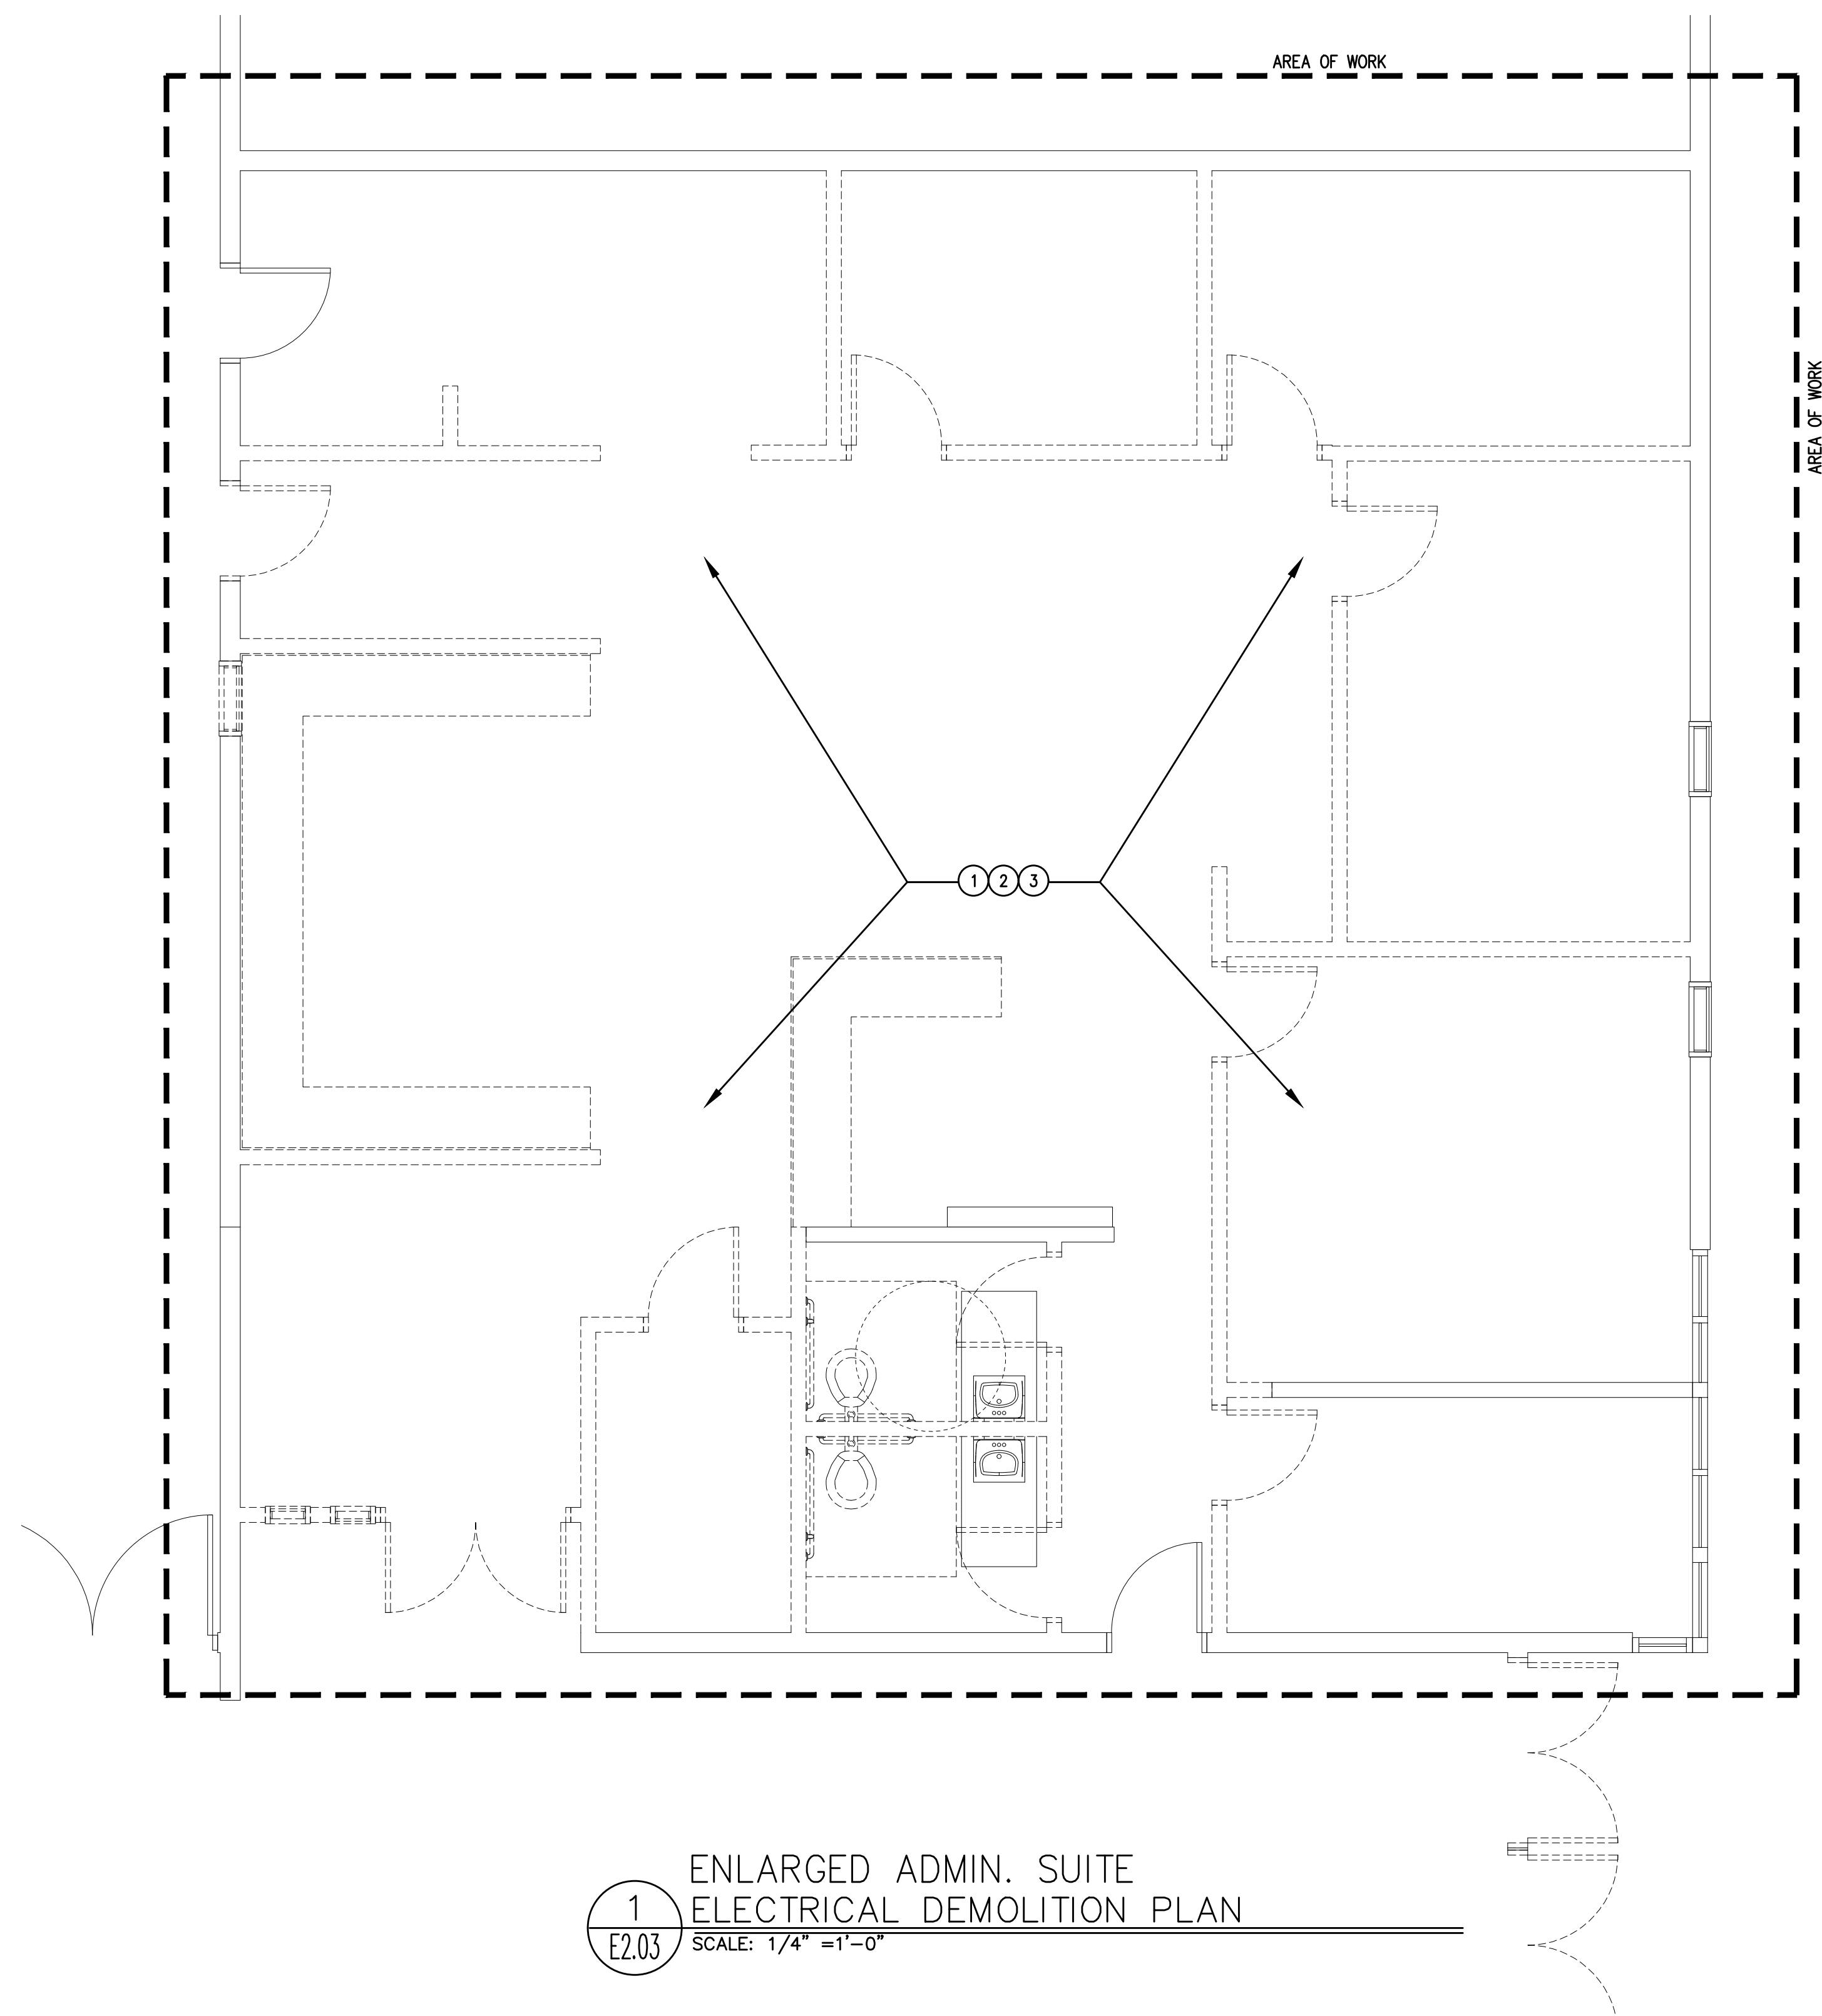 AREA OF WORK
AREA OF WORK
1 2 3
ENLARGED ADMIN. SUITE
ELECTRICAL DEMOLITION PLAN
1
E2.03
SCALE: 1/4" =1'-0"